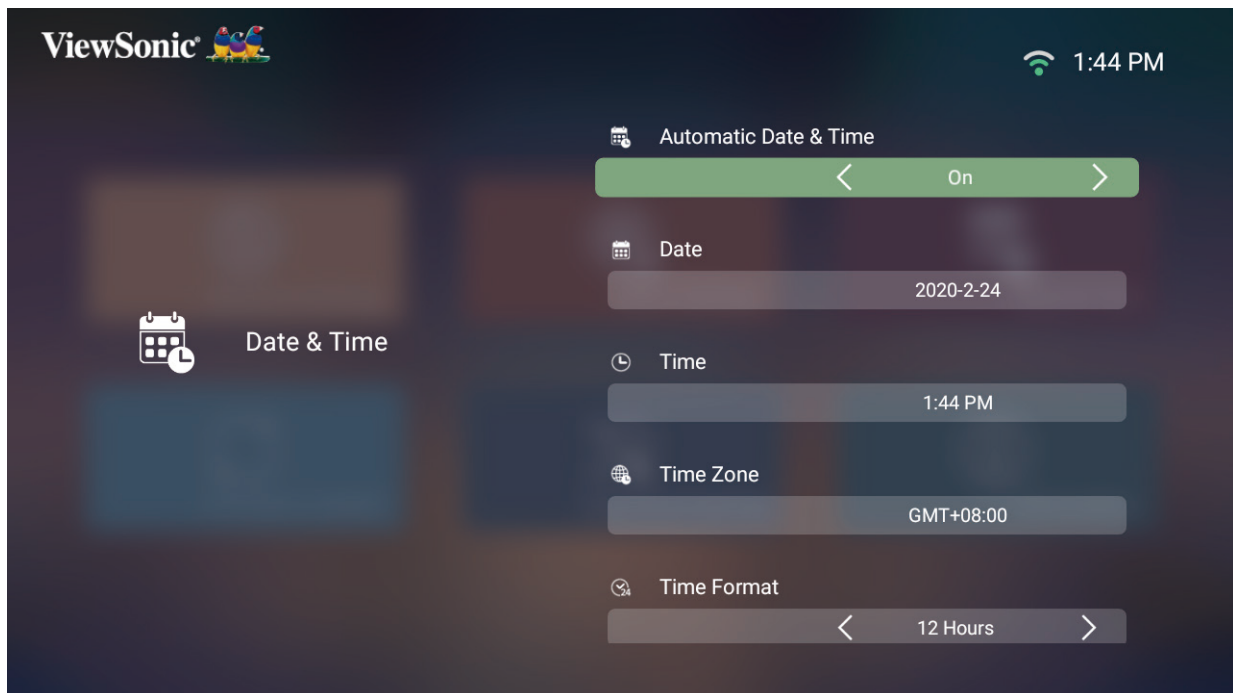 ViewSonic®
1:44 PM
Automatic Date & Time
On
Date
2020-2-24
Date & Time
Time
1:44 PM
Time Zone
GMT+08:00
Time Format
12 Hours